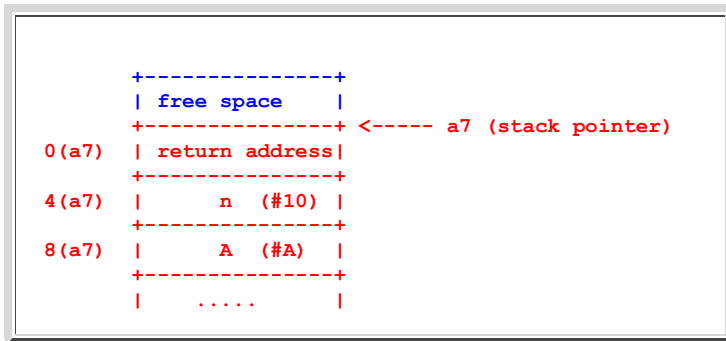 +---------------+
| free space    |
+---------------+ <----- a7 (stack pointer)
0(a7)  | return address|
+---------------+
4(a7)  |     n  (#10) |
+---------------+
8(a7)  |     A  (#A)  |
+---------------+
|    .....      |